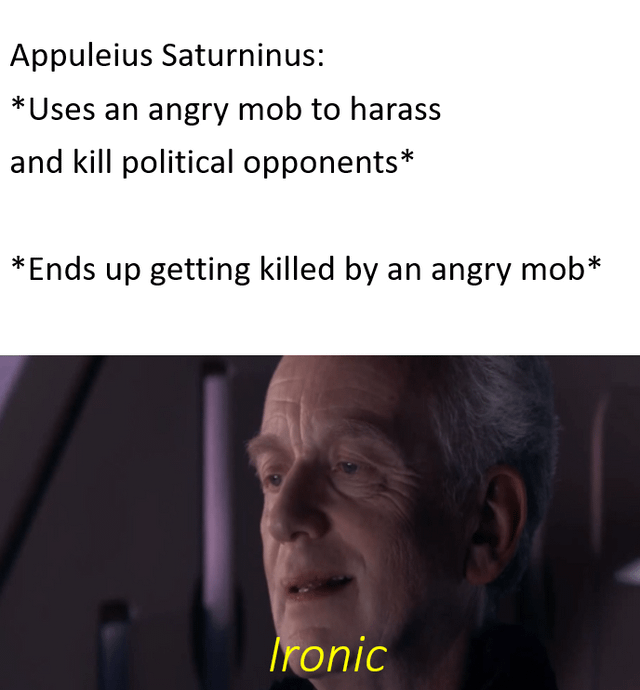 Appuleius Saturninus:
*Uses an angry mob to harass
and kill political opponents*
*Ends up getting killed by an angry mob*
Ironic